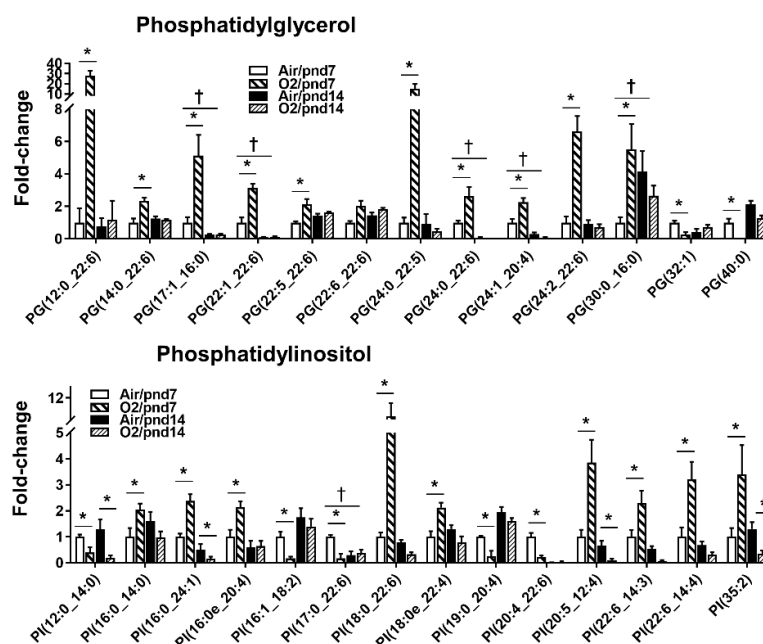 Phosphatidylglycerol
Fold-change
40
30
20
10
8
6
4
2
0
Air/pnd7
O2/pnd7
Air/pnd14
O2/pnd14
* * † * † * * * * † * † * * † * *
PG(12:0_22:6)
PG(14:0_22:6)
PG(17:1_16:0)
PG(22:1_22:6)
PG(22:5_22:6)
PG(22:6_22:6)
PG(24:0_22:5)
PG(24:0_22:6)
PG(24:1_20:4)
PG(24:2_22:6)
PG(30:0_16:0)
PG(32:1)
PG(40:0)
Phosphatidylinositol
Fold-change
12
5
4
3
2
1
0
Air/pnd7
O2/pnd7
Air/pnd14
O2/pnd14
* * * * * * * * * † * * * * * * * * * *
PI(12:0_14:0)
PI(16:0_14:0)
PI(16:0_24:1)
PI(16:0e_20:4)
PI(16:1_18:2)
PI(17:0_22:6)
PI(18:0_22:6)
PI(18:0e_22:4)
PI(19:0_20:4)
PI(20:4_22:6)
PI(20:5_12:4)
PI(22:6_14:3)
PI(22:6_14:4)
PI(35:2)